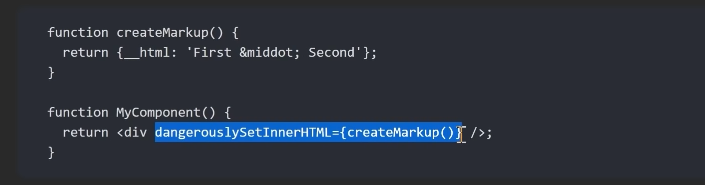 function createMarkup() {
  return {__html: 'First &middot; Second'};
}
function MyComponent() {
  return <div dangerouslySetInnerHTML={createMarkup()} />;
}